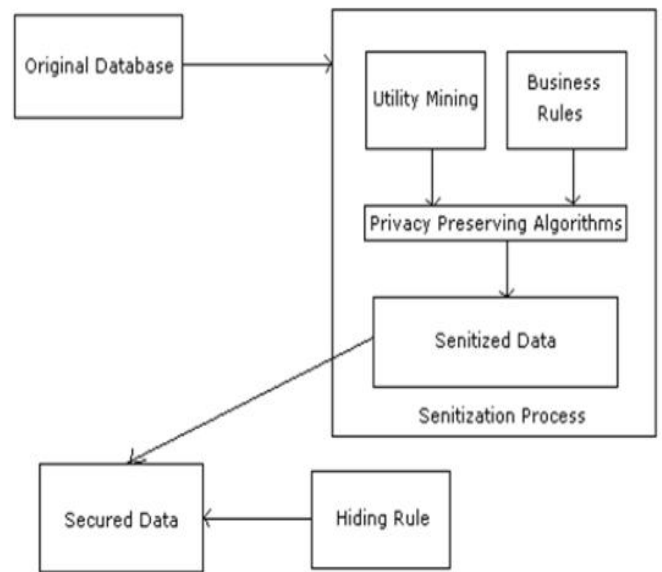 Original Database
Utility Mining
Business
Rules
Privacy Preserving Algorithms
Senitized Data
Senitization Process
Secured Data
Hiding Rule